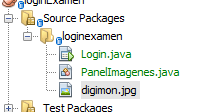 loginExamen
Source Packages
loginexamen
Login.java
PanelImagenes.java
digimon.jpg
Test Packages